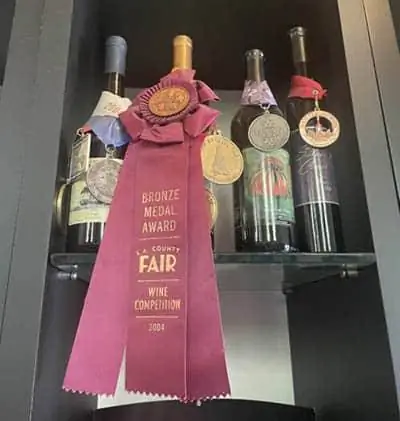 BRONZE
MEDAL
AWARD
L.A. COUNTY
FAIR
WINE
COMPETITION
2004